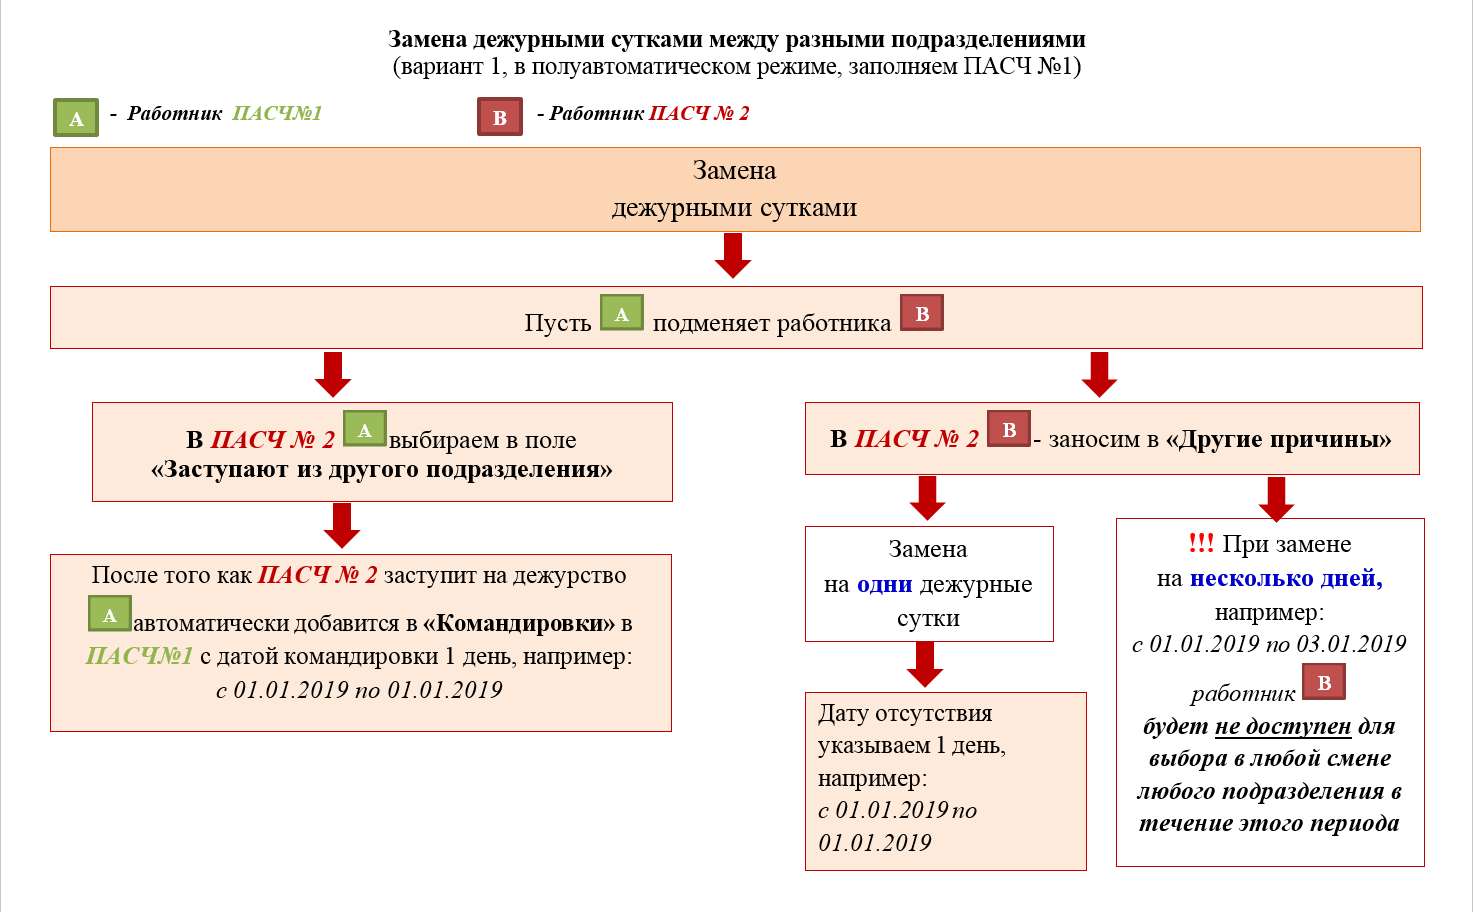 Замена дежурными сутками между разными подразделениями
(вариант 1, в полуавтоматическом режиме, заполняем ПАСЧ №1)
А - Работник ПАСЧ№1
В - Работник ПАСЧ № 2
Замена
дежурными сутками
Пусть А подменяет работника В
В ПАСЧ № 2 А выбираем в поле
«Заступают из другого подразделения»
После того как ПАСЧ № 2 заступит на дежурство
А автоматически добавится в «Командировки» в
ПАСЧ№1 с датой командировки 1 день, например:
с 01.01.2019 по 01.01.2019
В ПАСЧ № 2 В - заносим в «Другие причины»
Замена
на одни дежурные
сутки
Дату отсутствия
указываем 1 день,
например:
с 01.01.2019 по
01.01.2019
!!! При замене
на несколько дней,
например:
с 01.01.2019 по 03.01.2019
работник В
будет не доступен для
выбора в любой смене
любого подразделения в
течение этого периода